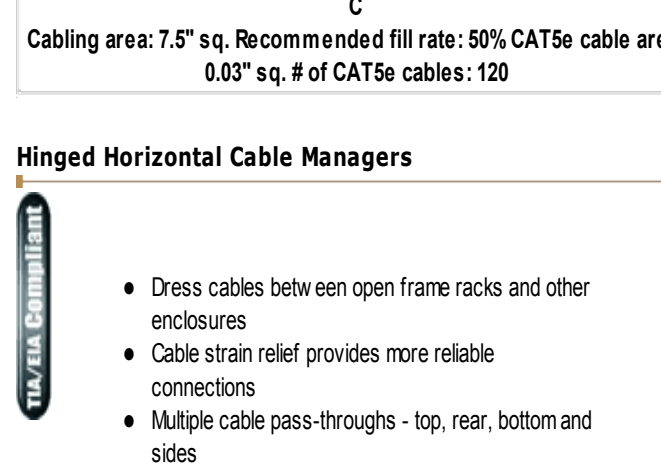 C
Cabling area: 7.5" sq. Recommended fill rate: 50% CAT5e cable are
0.03" sq. # of CAT5e cables: 120
Hinged Horizontal Cable Managers
TIA/EIA Compliant
● Dress cables between open frame racks and other
enclosures
● Cable strain relief provides more reliable
connections
● Multiple cable pass-throughs - top, rear, bottom and
sides